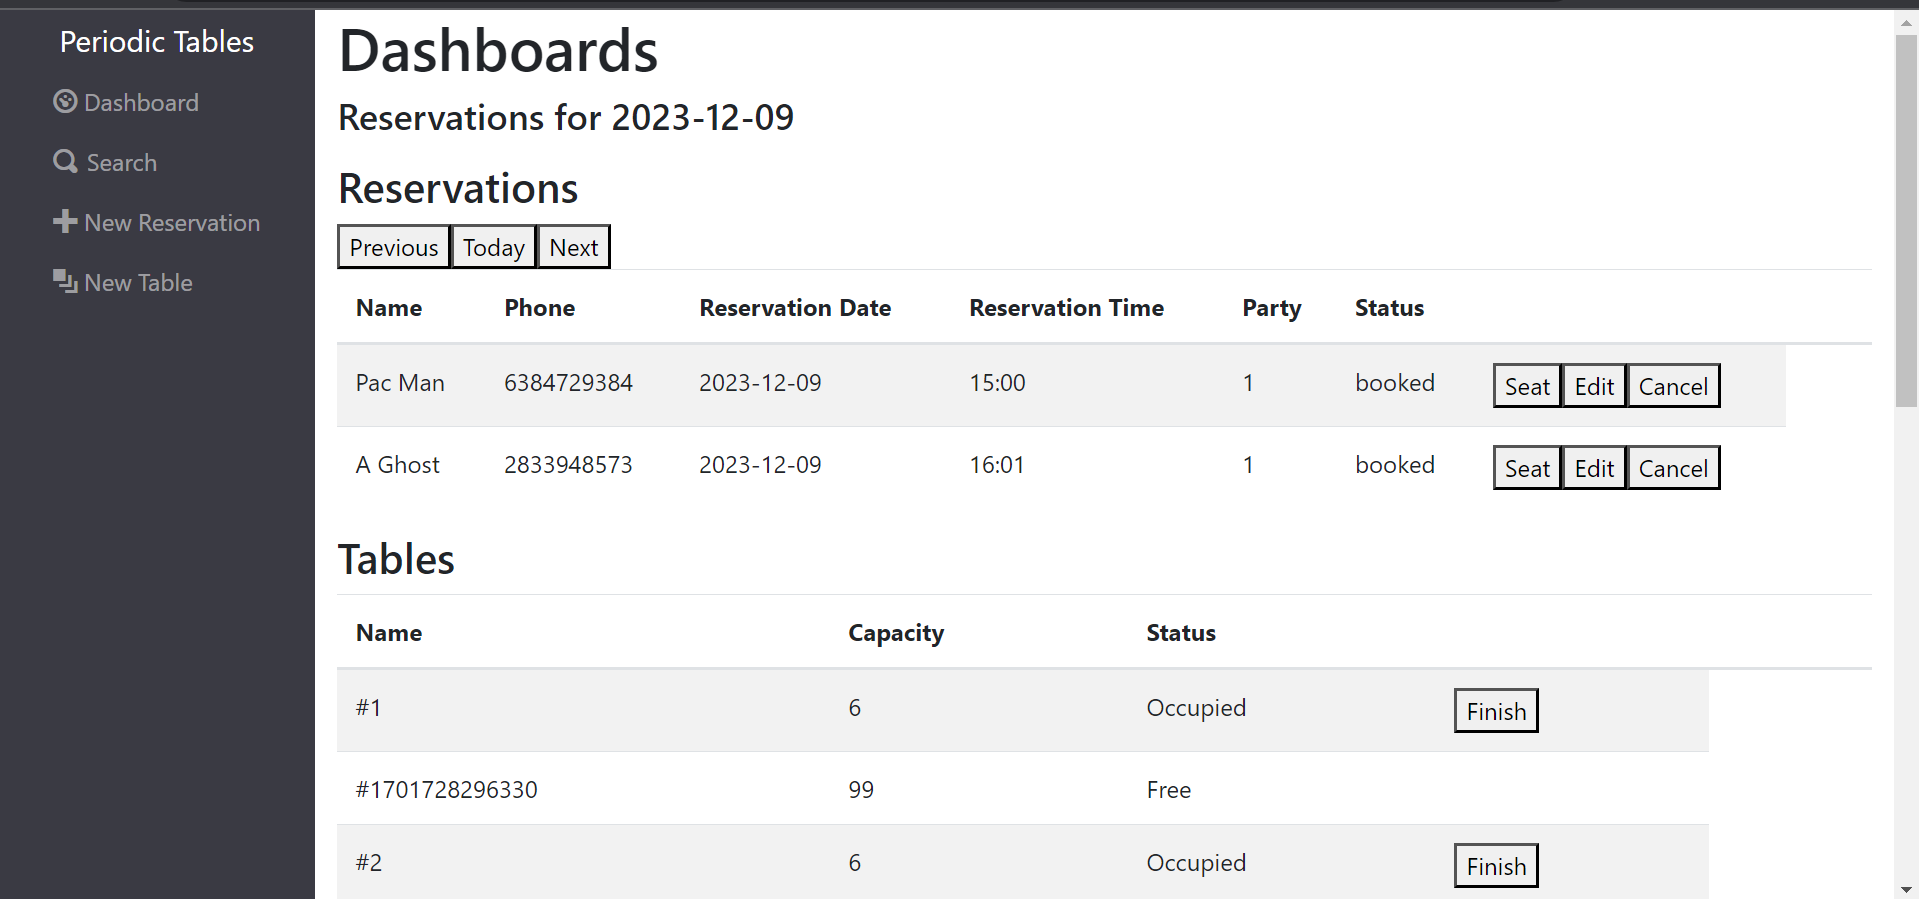 Periodic Tables
Dashboard
Search
New Reservation
New Table
Dashboards
Reservations for 2023-12-09
Reservations
Previous Today Next
Name Phone Reservation Date Reservation Time Party Status
Pac Man 6384729384 2023-12-09 15:00 1 booked Seat Edit Cancel
A Ghost 2833948573 2023-12-09 16:01 1 booked Seat Edit Cancel
Tables
Name Capacity Status
#1 6 Occupied Finish
#1701728296330 99 Free
#2 6 Occupied Finish